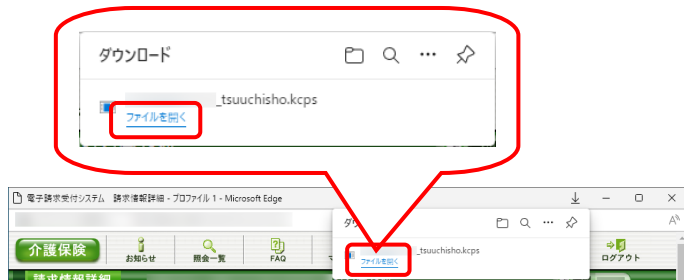 ダウンロード
_tsuuchisho.kcps
ファイルを開く
電子請求受付システム 請求情報詳細 - プロファイル 1 - Microsoft Edge
_tsuuchisho.kcps
ファイルを開く
介護保険
お知らせ
照会一覧
FAQ
ログアウト
請求情報詳細